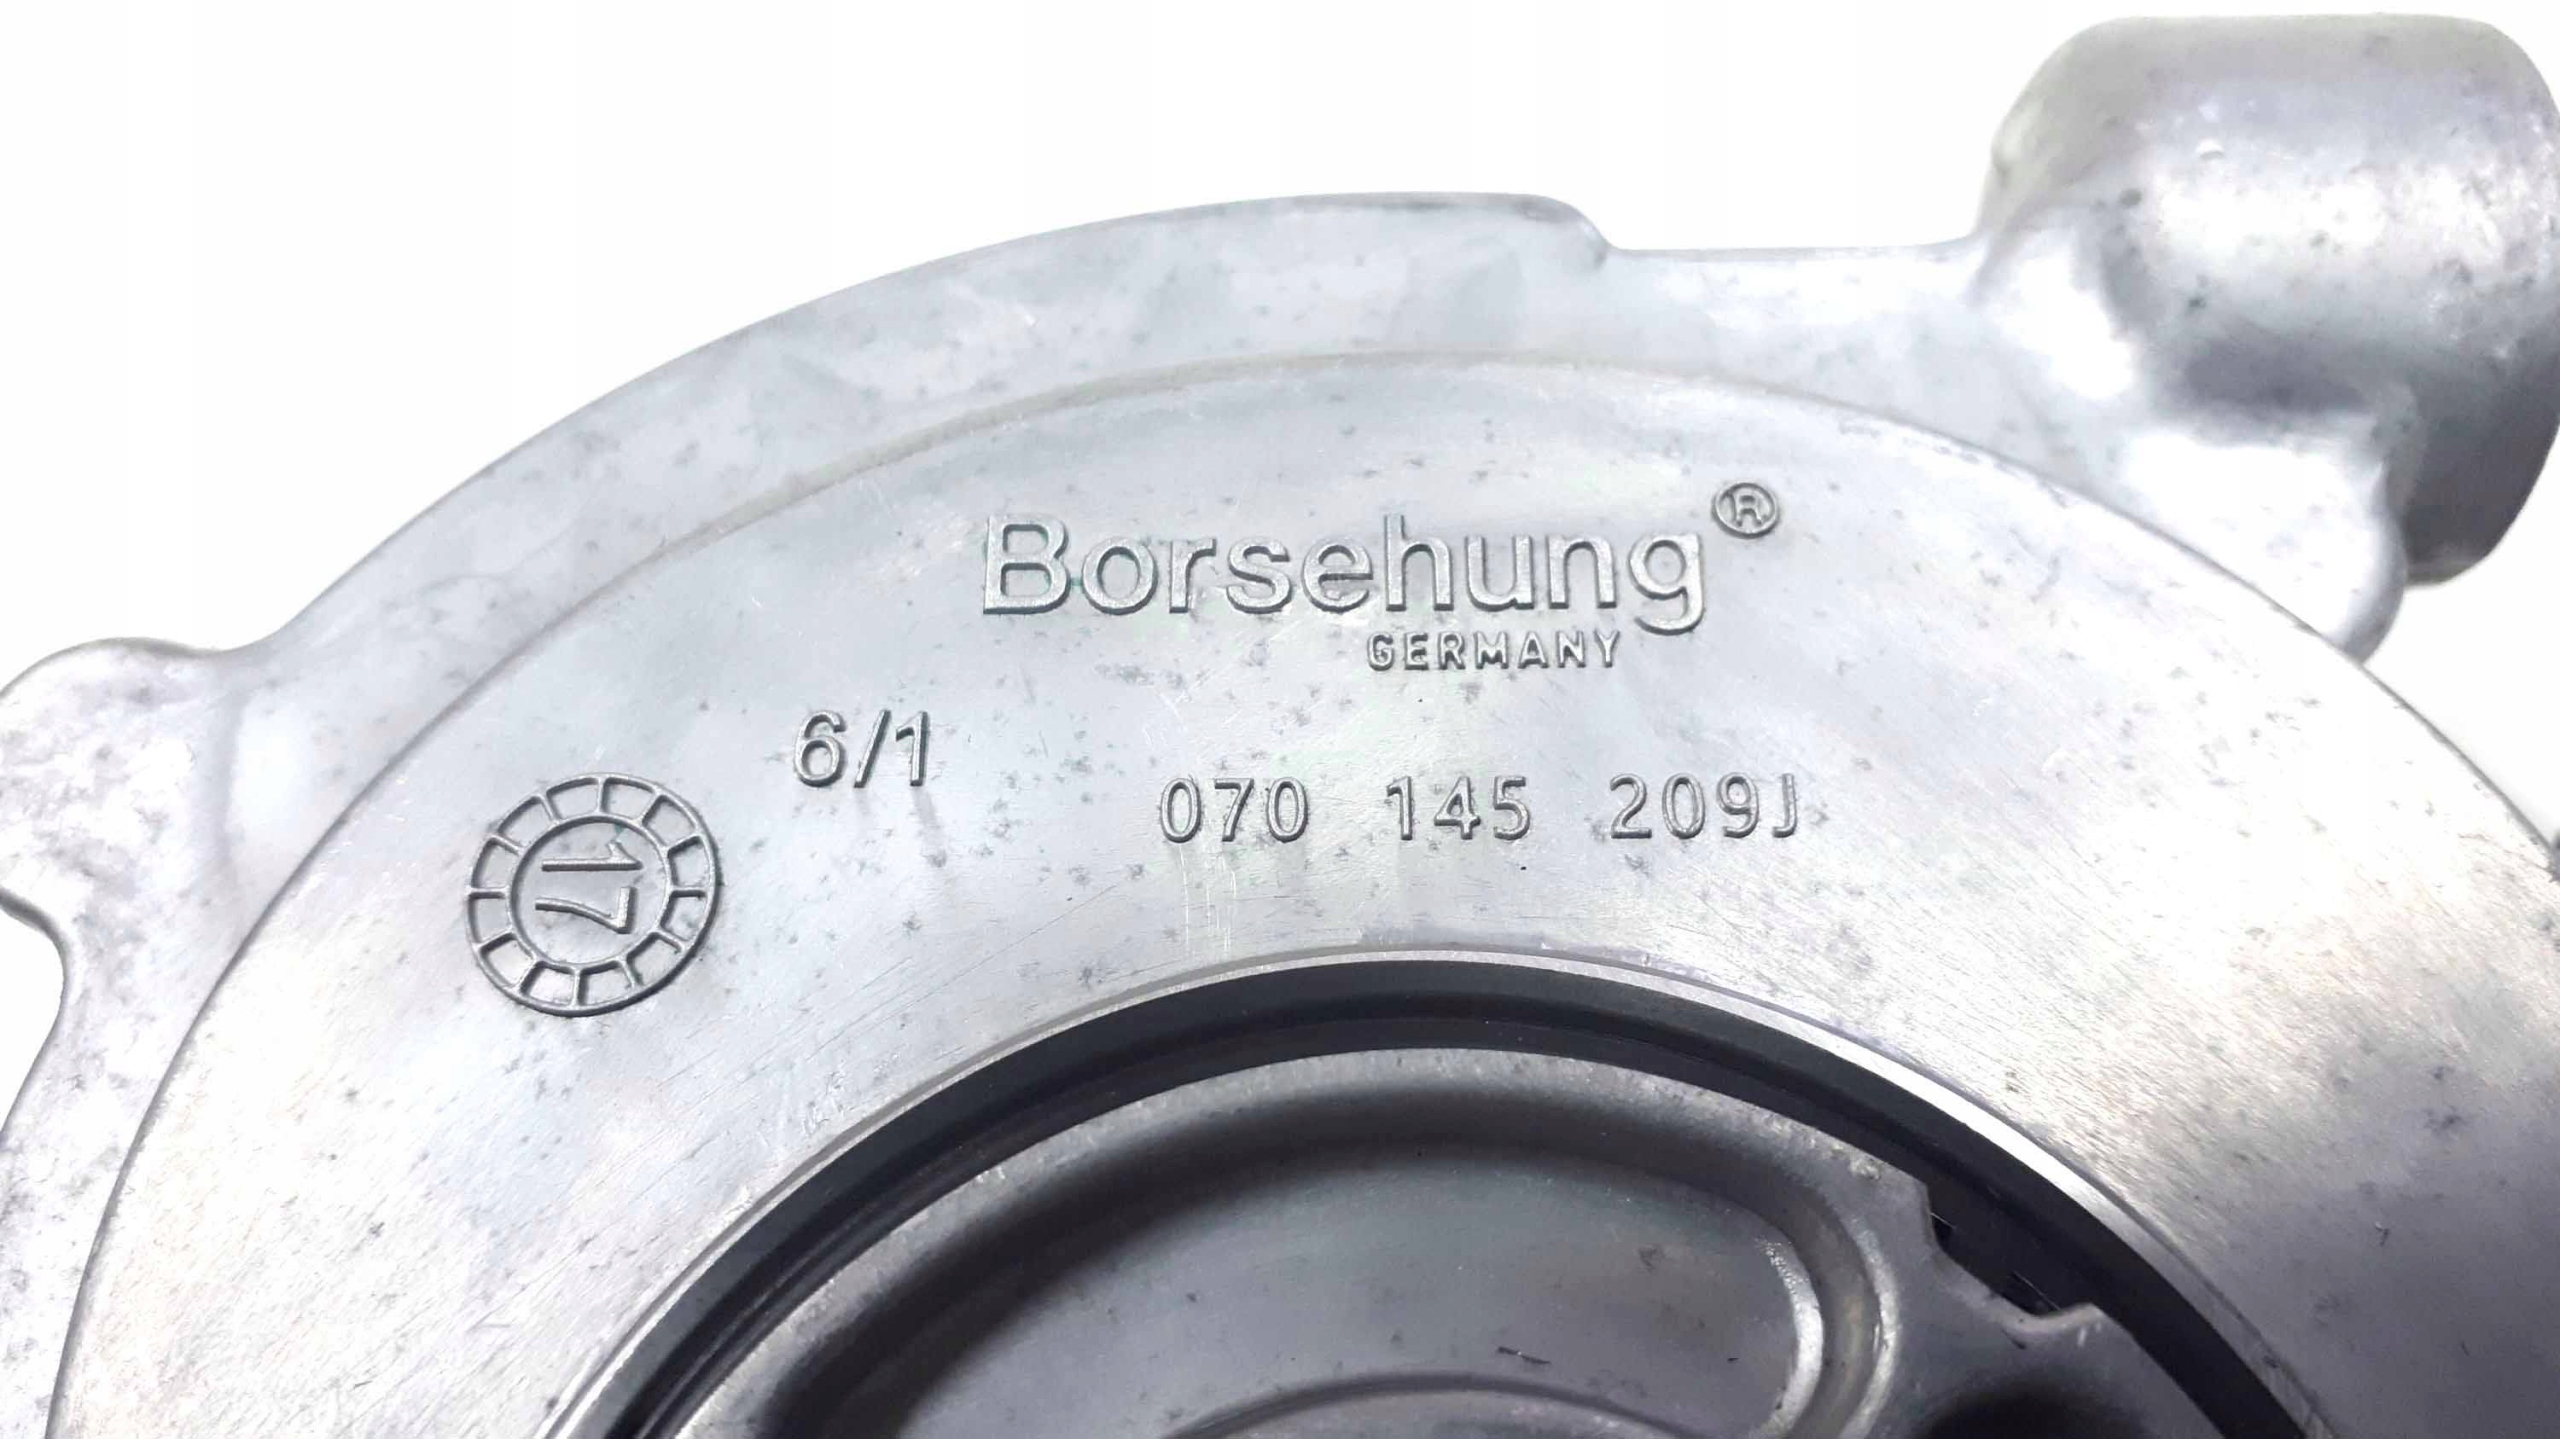 Borsehung®
GERMANY
6/1
070 145 209J
17